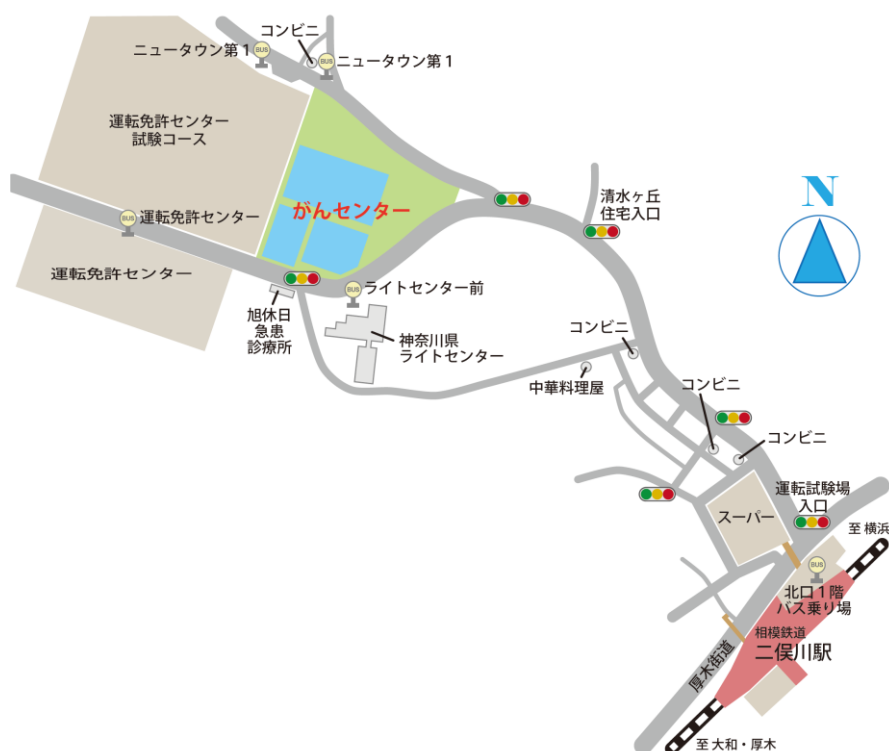 コンビニ
ニュータウン第1
BUS
BUS
ニュータウン第1
運転免許センター
試験コース
がんセンター
清水ヶ丘
住宅入口
N
BUS
運転免許センター
運転免許センター
BUS
ライトセンター前
旭休日
急患
診療所
神奈川県
ライトセンター
コンビニ
中華料理屋
コンビニ
コンビニ
スーパー
運転試験場
入口
至 横浜
BUS
北口1階
バス乗り場
相模鉄道
二俣川駅
厚木街道
至 大和・厚木